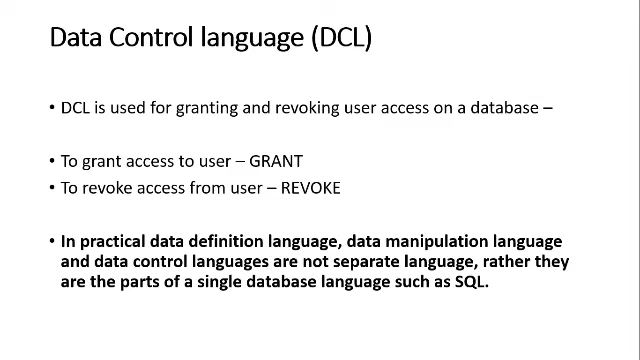 Data Control language (DCL)
• DCL is used for granting and revoking user access on a database –
• To grant access to user – GRANT
• To revoke access from user – REVOKE
• In practical data definition language, data manipulation language
and data control languages are not separate language, rather they
are the parts of a single database language such as SQL.